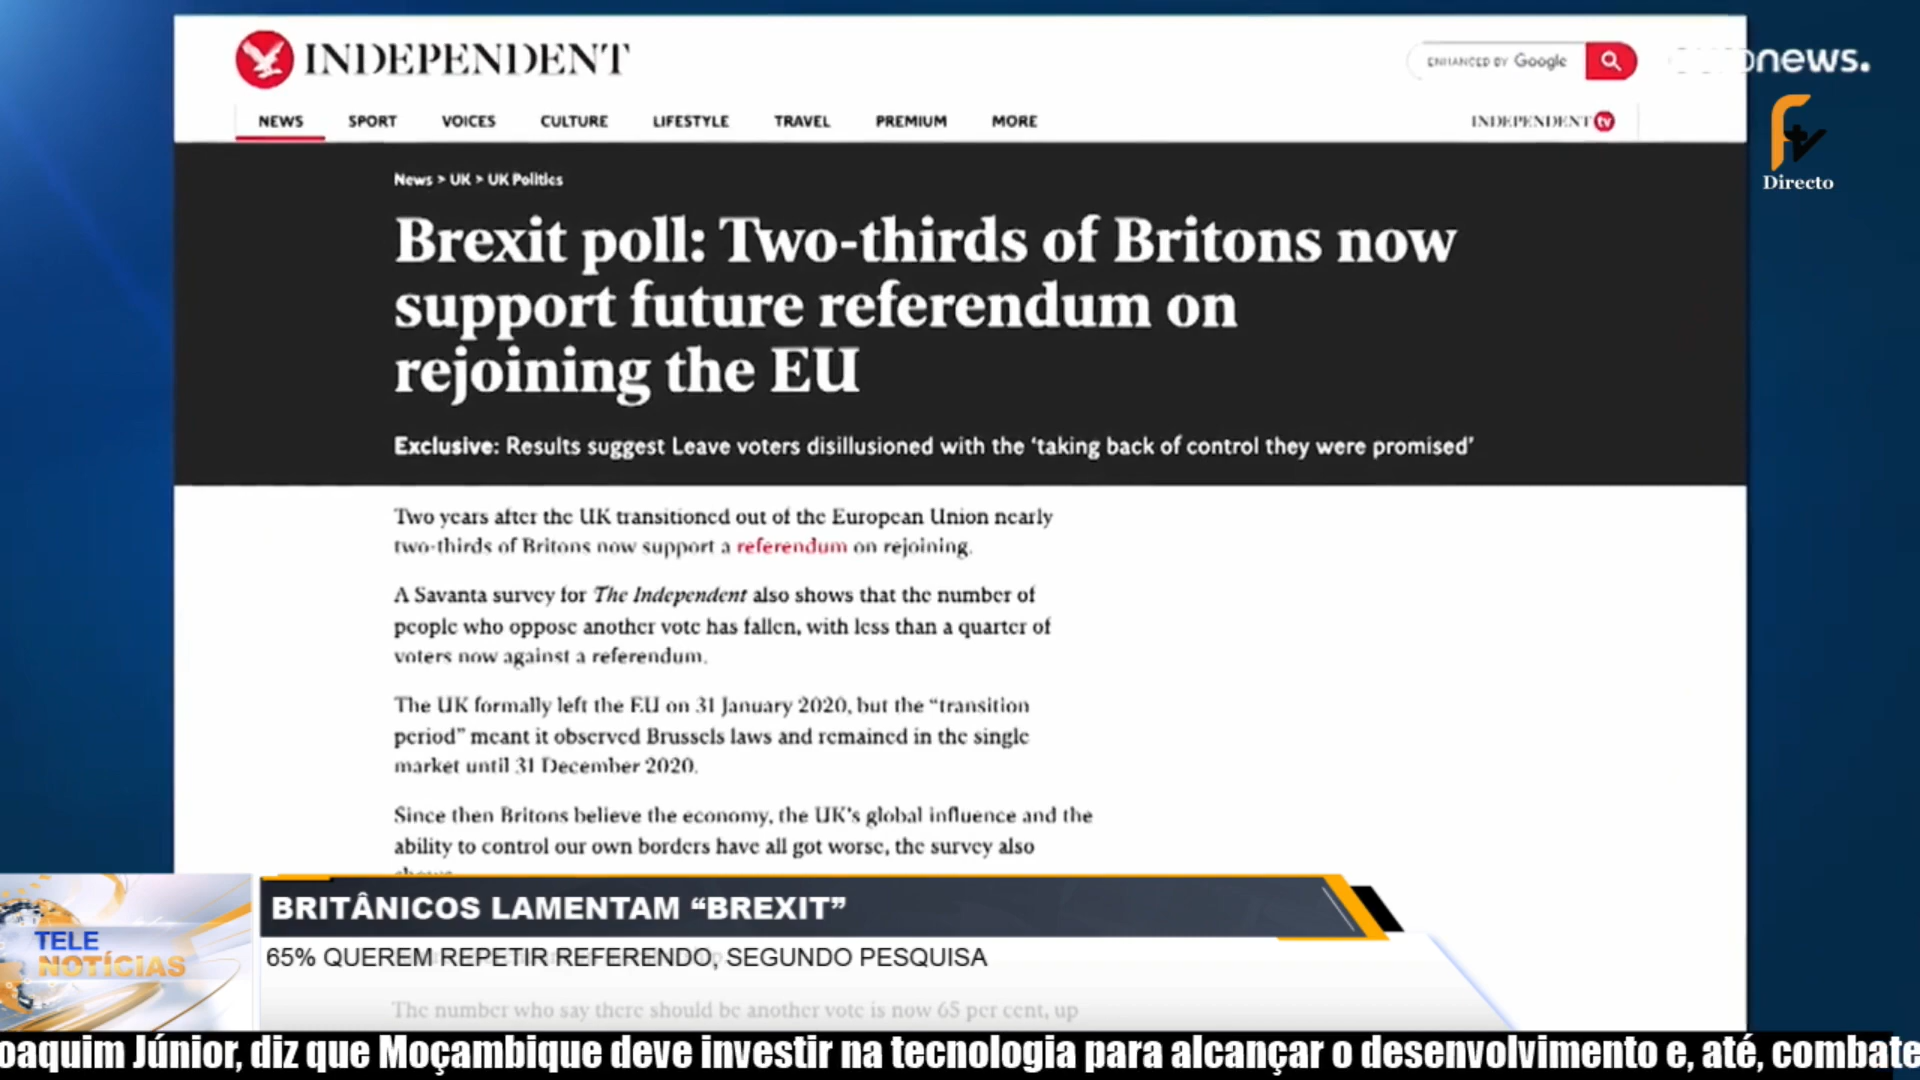 INDEPENDENT
ENHANCED BY Google
onews.
NEWS SPORT VOICES CULTURE LIFESTYLE TRAVEL PREMIUM MORE
INDEPENDENT tv
Directo
News > UK > UK Politics
Brexit poll: Two-thirds of Britons now
support future referendum on
rejoining the EU
Exclusive: Results suggest Leave voters disillusioned with the ‘taking back of control they were promised’
Two years after the UK transitioned out of the European Union nearly
two-thirds of Britons now support a referendum on rejoining.
A Savanta survey for The Independent also shows that the number of
people who oppose another vote has fallen, with less than a quarter of
voters now against a referendum.
The UK formally left the EU on 31 January 2020, but the “transition
period” meant it observed Brussels laws and remained in the single
market until 31 December 2020.
Since then Britons believe the economy, the UK’s global influence and the
ability to control our own borders have all got worse, the survey also
BRITÂNICOS LAMENTAM “BREXIT”
TELE
NOTÍCIAS
65% QUEREM REPETIR REFERENDO, SEGUNDO PESQUISA
The number who say there should be another vote is now 65 per cent, up
oaquim Júnior, diz que Moçambique deve investir na tecnologia para alcançar o desenvolvimento e, até, combate